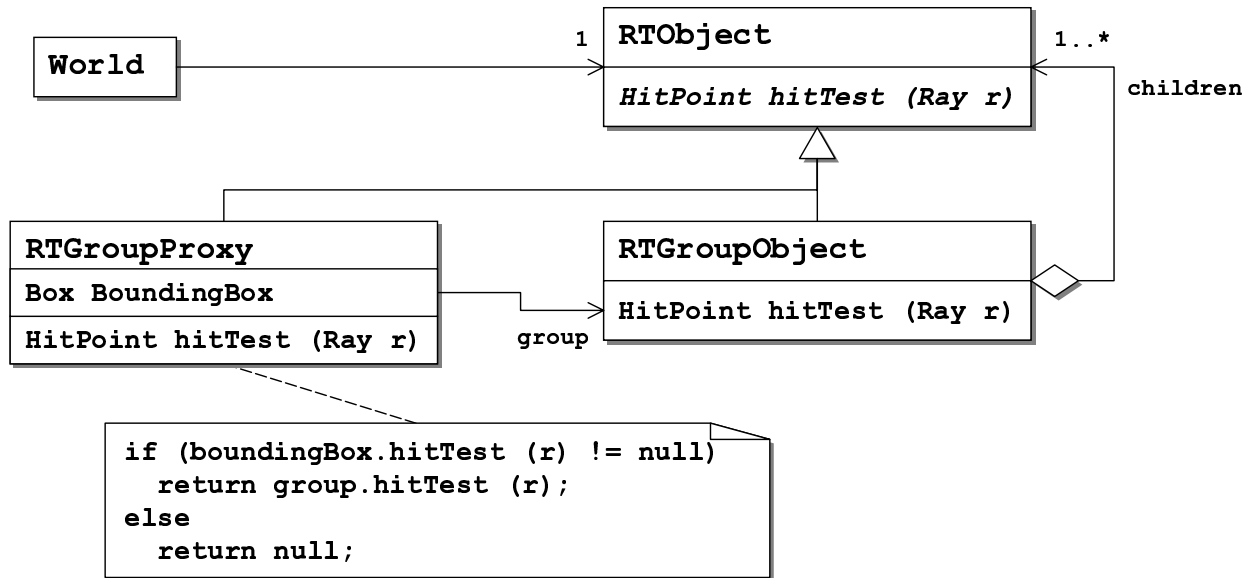 World
1
RTObject
1..*
HitPoint hitTest (Ray r)
children
RTGroupProxy
Box BoundingBox
HitPoint hitTest (Ray r)
group
RTGroupObject
HitPoint hitTest (Ray r)
if (boundingBox.hitTest (r) != null)
return group.hitTest (r);
else
return null;